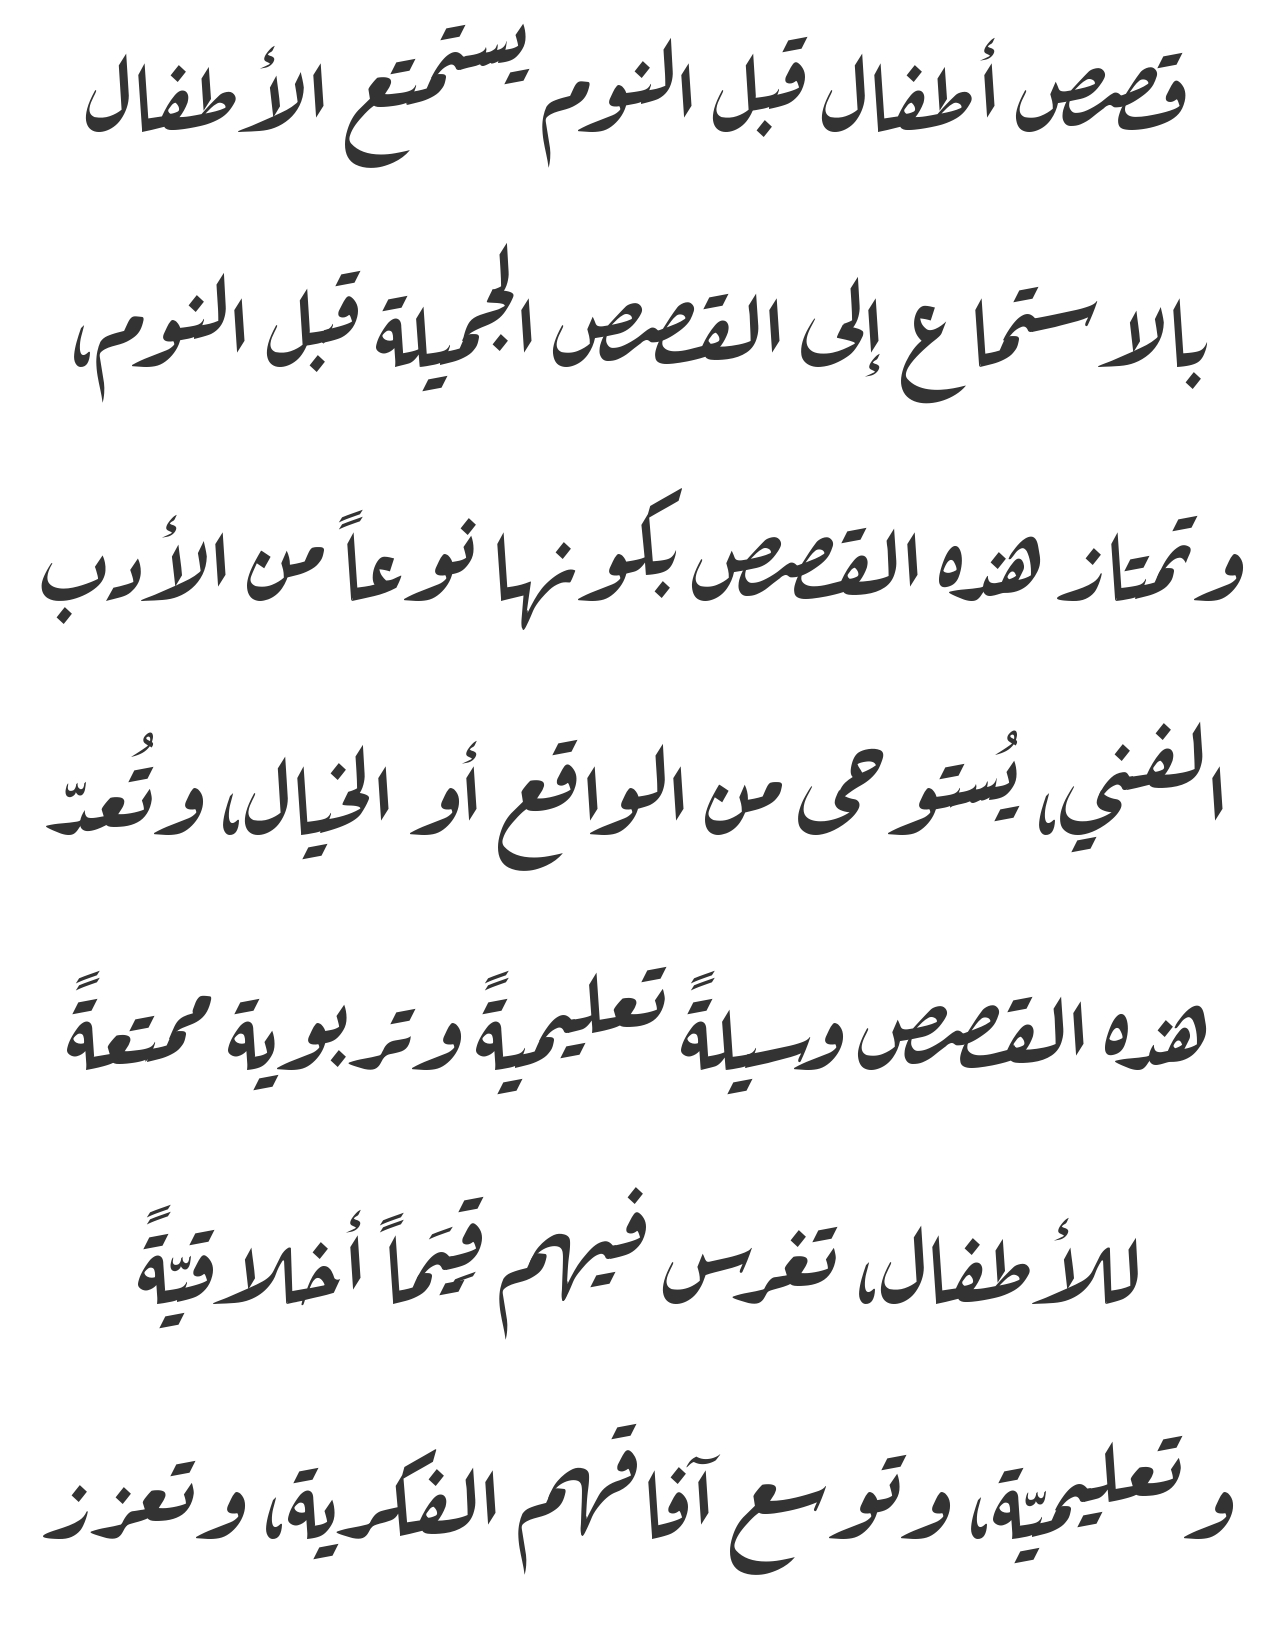 قصص أطفال قبل النوم يستمتع الأطفال
بالاستماع إلى القصص الجميلة قبل النوم،
وتمتاز هذه القصص بكونها نوعاً من الأدب
الفني، يُستوحى من الواقع أو الخيال، وتُعدّ
هذه القصص وسيلةً تعليميةً وتربوية ممتعةً
للأطفال، تغرس فيهم قِيَماً أخلاقيّةً
وتعليميّة، وتوسع آفاقهم الفكرية، وتعزز